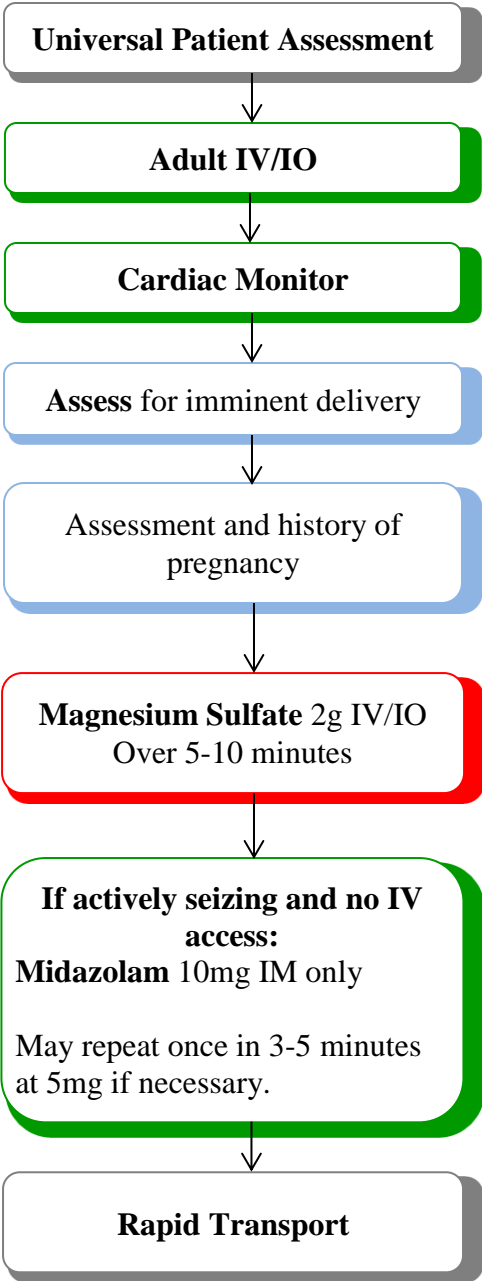 Universal Patient Assessment
Adult IV/IO
Cardiac Monitor
Assess for imminent delivery
Assessment and history of
pregnancy
Magnesium Sulfate 2g IV/IO
Over 5-10 minutes
If actively seizing and no IV
access:
Midazolam 10mg IM only
May repeat once in 3-5 minutes
at 5mg if necessary.
Rapid Transport